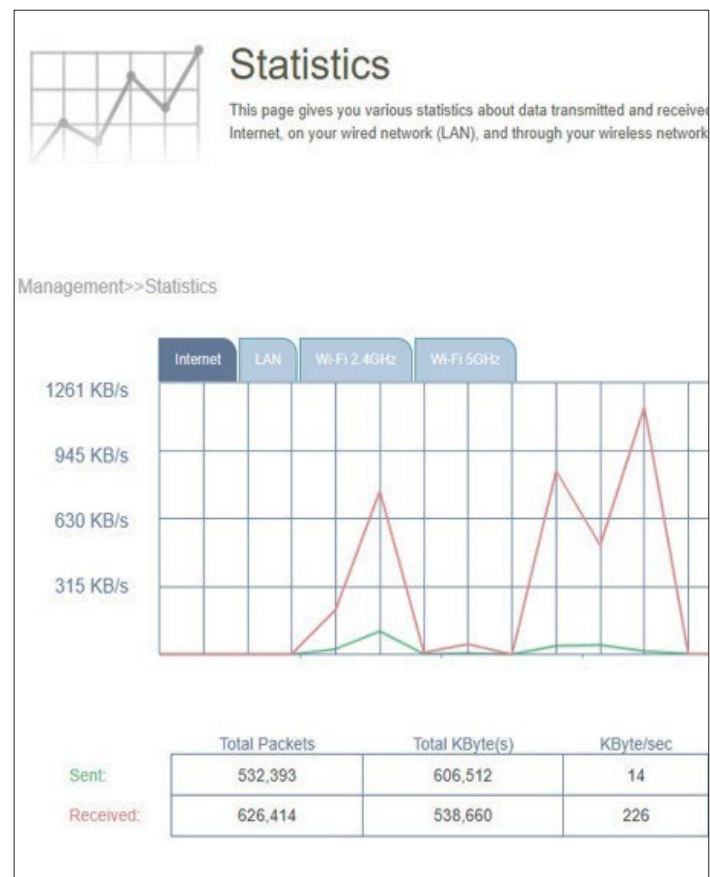 Statistics
This page gives you various statistics about data transmitted and received
Internet, on your wired network (LAN), and through your wireless network
Management>>Statistics
Internet LAN Wi-Fi 2.4GHz Wi-Fi 5GHz
1261 KB/s
945 KB/s
630 KB/s
315 KB/s
Total Packets Total KByte(s) KByte/sec
Sent: 532,393 606,512 14
Received: 626,414 538,660 226